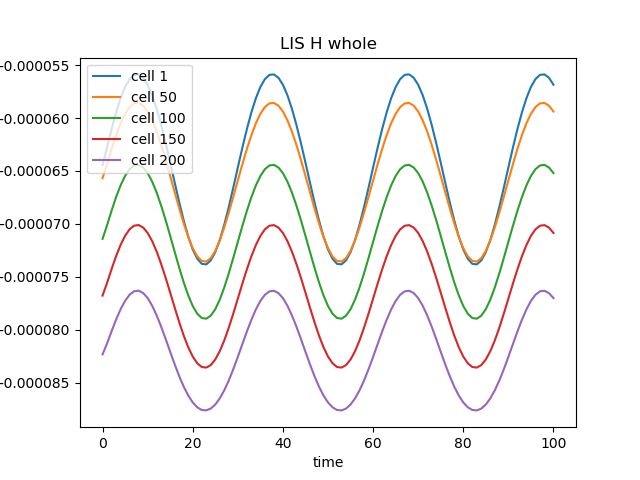 LIS H whole
-0.000055
-0.000060
-0.000065
-0.000070
-0.000075
-0.000080
-0.000085
cell 1
cell 50
cell 100
cell 150
cell 200
0 20 40 60 80 100
time